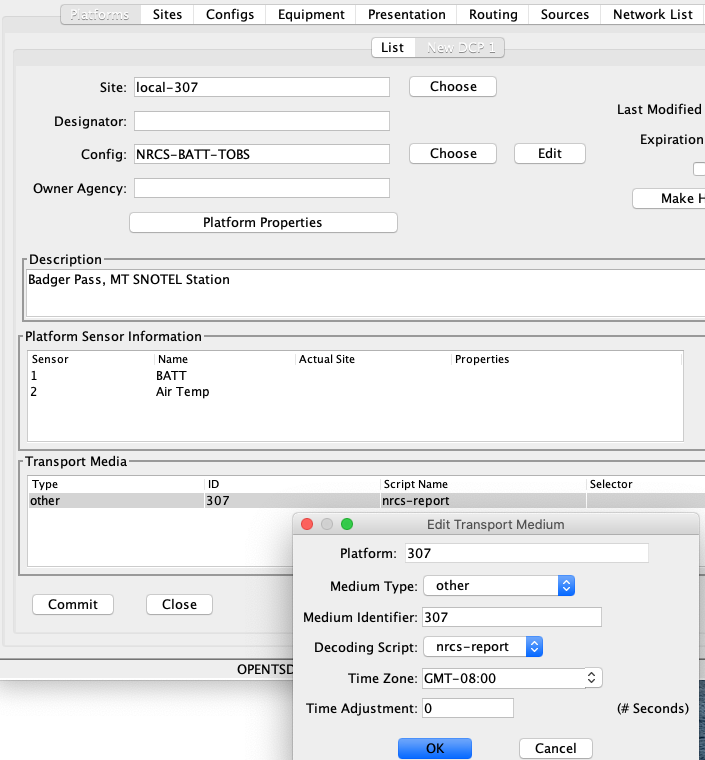 Platforms Sites Configs Equipment Presentation Routing Sources Network List
List New DCP 1
Site: local-307 Choose
Last Modified
Designator:
Expiration
Config: NRCS-BATT-TOBS Choose Edit
Owner Agency:
Make H
Platform Properties
Description
Badger Pass, MT SNOTEL Station
Platform Sensor Information
Sensor Name Actual Site Properties
1 BATT
2 Air Temp
Transport Media
Type ID Script Name Selector
other 307 nrcs-report
Edit Transport Medium
Platform: 307
Medium Type: other
Medium Identifier: 307
Decoding Script: nrcs-report
Time Zone: GMT-08:00
Time Adjustment: 0 (# Seconds)
OK Cancel
Commit Close
OPENTSD